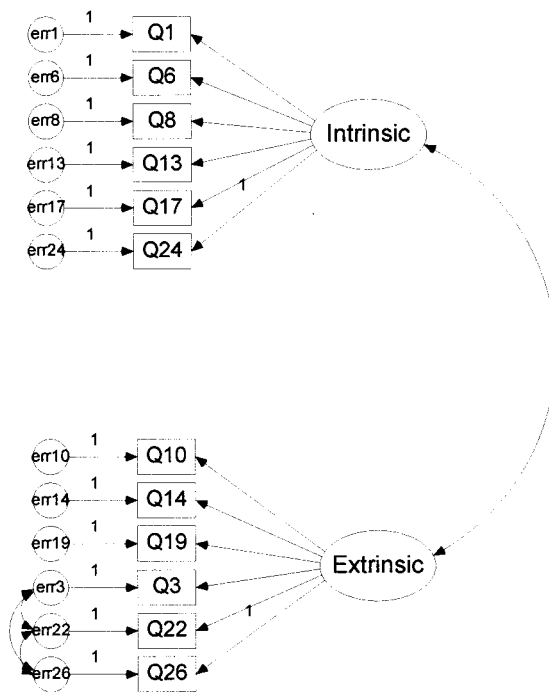 1
err1 Q1
1
err6 Q6
1
err8 Q8
Intrinsic
1
err13 Q13
1
err17 Q17
1
1
err24 Q24
1
err10 Q10
1
err14 Q14
1
err19 Q19
Extrinsic
1
err3 Q3
1
err22 Q22
1
1
err26 Q26